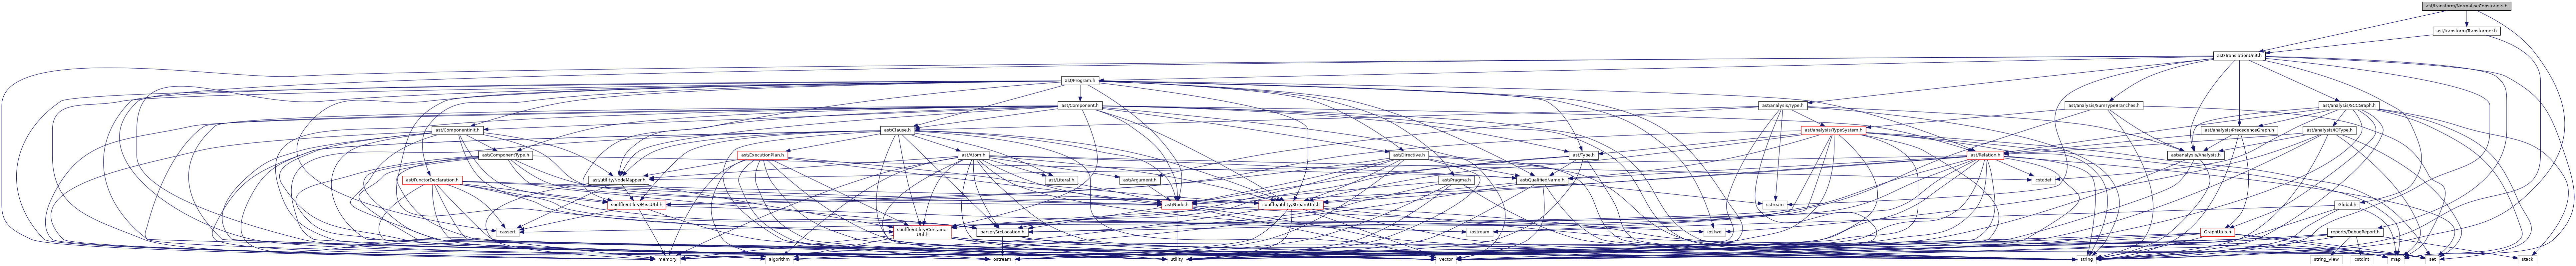 ast/transform/NormaliseConstraints.h
ast/transform/Transformer.h
ast/TranslationUnit.h
ast/Program.h
ast/Component.h
ast/analysis/Type.h
ast/analysis/SumTypeBranches.h
ast/analysis/SCCGraph.h
ast/ComponentInit.h
ast/Clause.h
ast/analysis/TypeSystem.h
ast/analysis/PrecedenceGraph.h
ast/analysis/IOType.h
ast/ComponentType.h
ast/ExecutionPlan.h
ast/Atom.h
ast/Directive.h
ast/Type.h
ast/Relation.h
ast/analysis/Analysis.h
ast/FunctorDeclaration.h
ast/utility/NodeMapper.h
ast/Literal.h
ast/Argument.h
ast/Pragma.h
ast/QualifiedName.h
cstddef
souffle/utility/MiscUtil.h
ast/Node.h
souffle/utility/StreamUtil.h
sstream
Global.h
cassert
souffle/utility/Container
Util.h
parser/SrcLocation.h
iostream
iosfwd
GraphUtils.h
reports/DebugReport.h
memory
algorithm
ostream
utility
vector
string
string_view
cstdint
map
set
stack